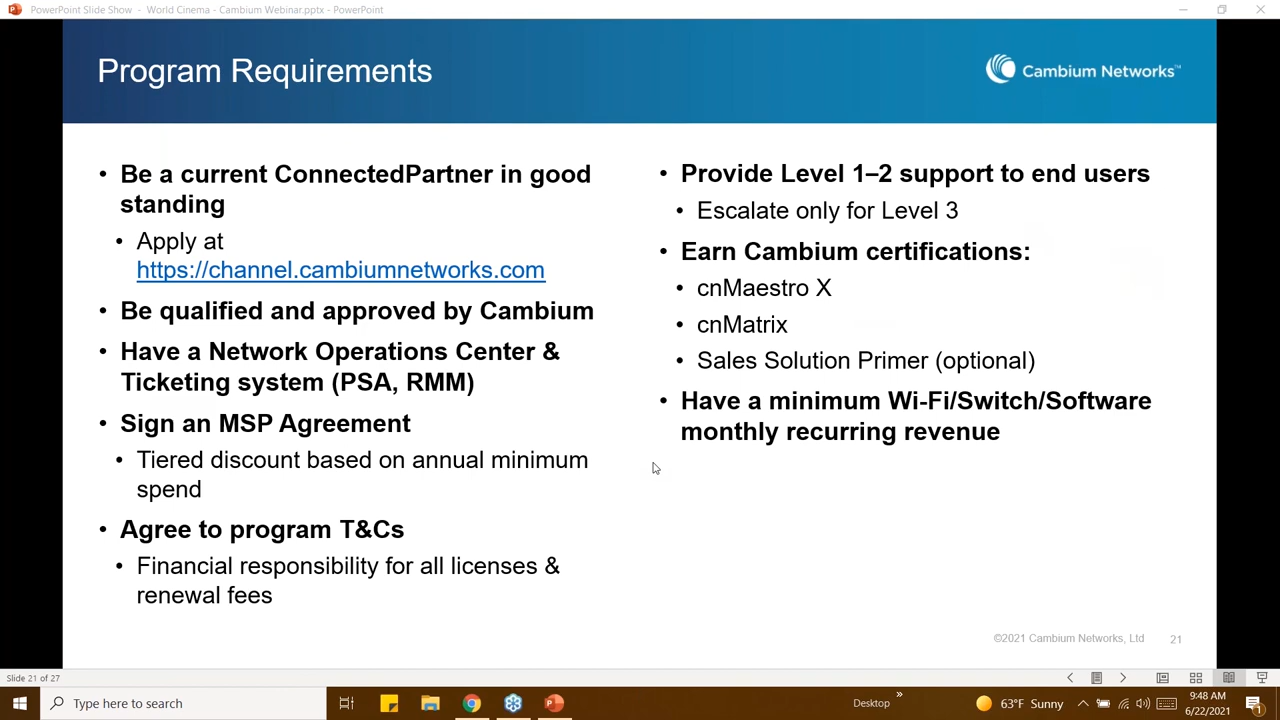 PowerPoint Slide Show - World Cinema - Cambium Webinar.pptx - PowerPoint
Program Requirements
Cambium Networks™
• Be a current ConnectedPartner in good
standing
• Apply at
https://channel.cambiumnetworks.com
• Be qualified and approved by Cambium
• Have a Network Operations Center &
Ticketing system (PSA, RMM)
• Sign an MSP Agreement
• Tiered discount based on annual minimum
spend
• Agree to program T&Cs
• Financial responsibility for all licenses &
renewal fees
• Provide Level 1–2 support to end users
• Escalate only for Level 3
• Earn Cambium certifications:
• cnMaestro X
• cnMatrix
• Sales Solution Primer (optional)
• Have a minimum Wi-Fi/Switch/Software
monthly recurring revenue
©2021 Cambium Networks, Ltd 21
Slide 21 of 27
Type here to search
Desktop
63°F Sunny
9:48 AM
6/22/2021
1